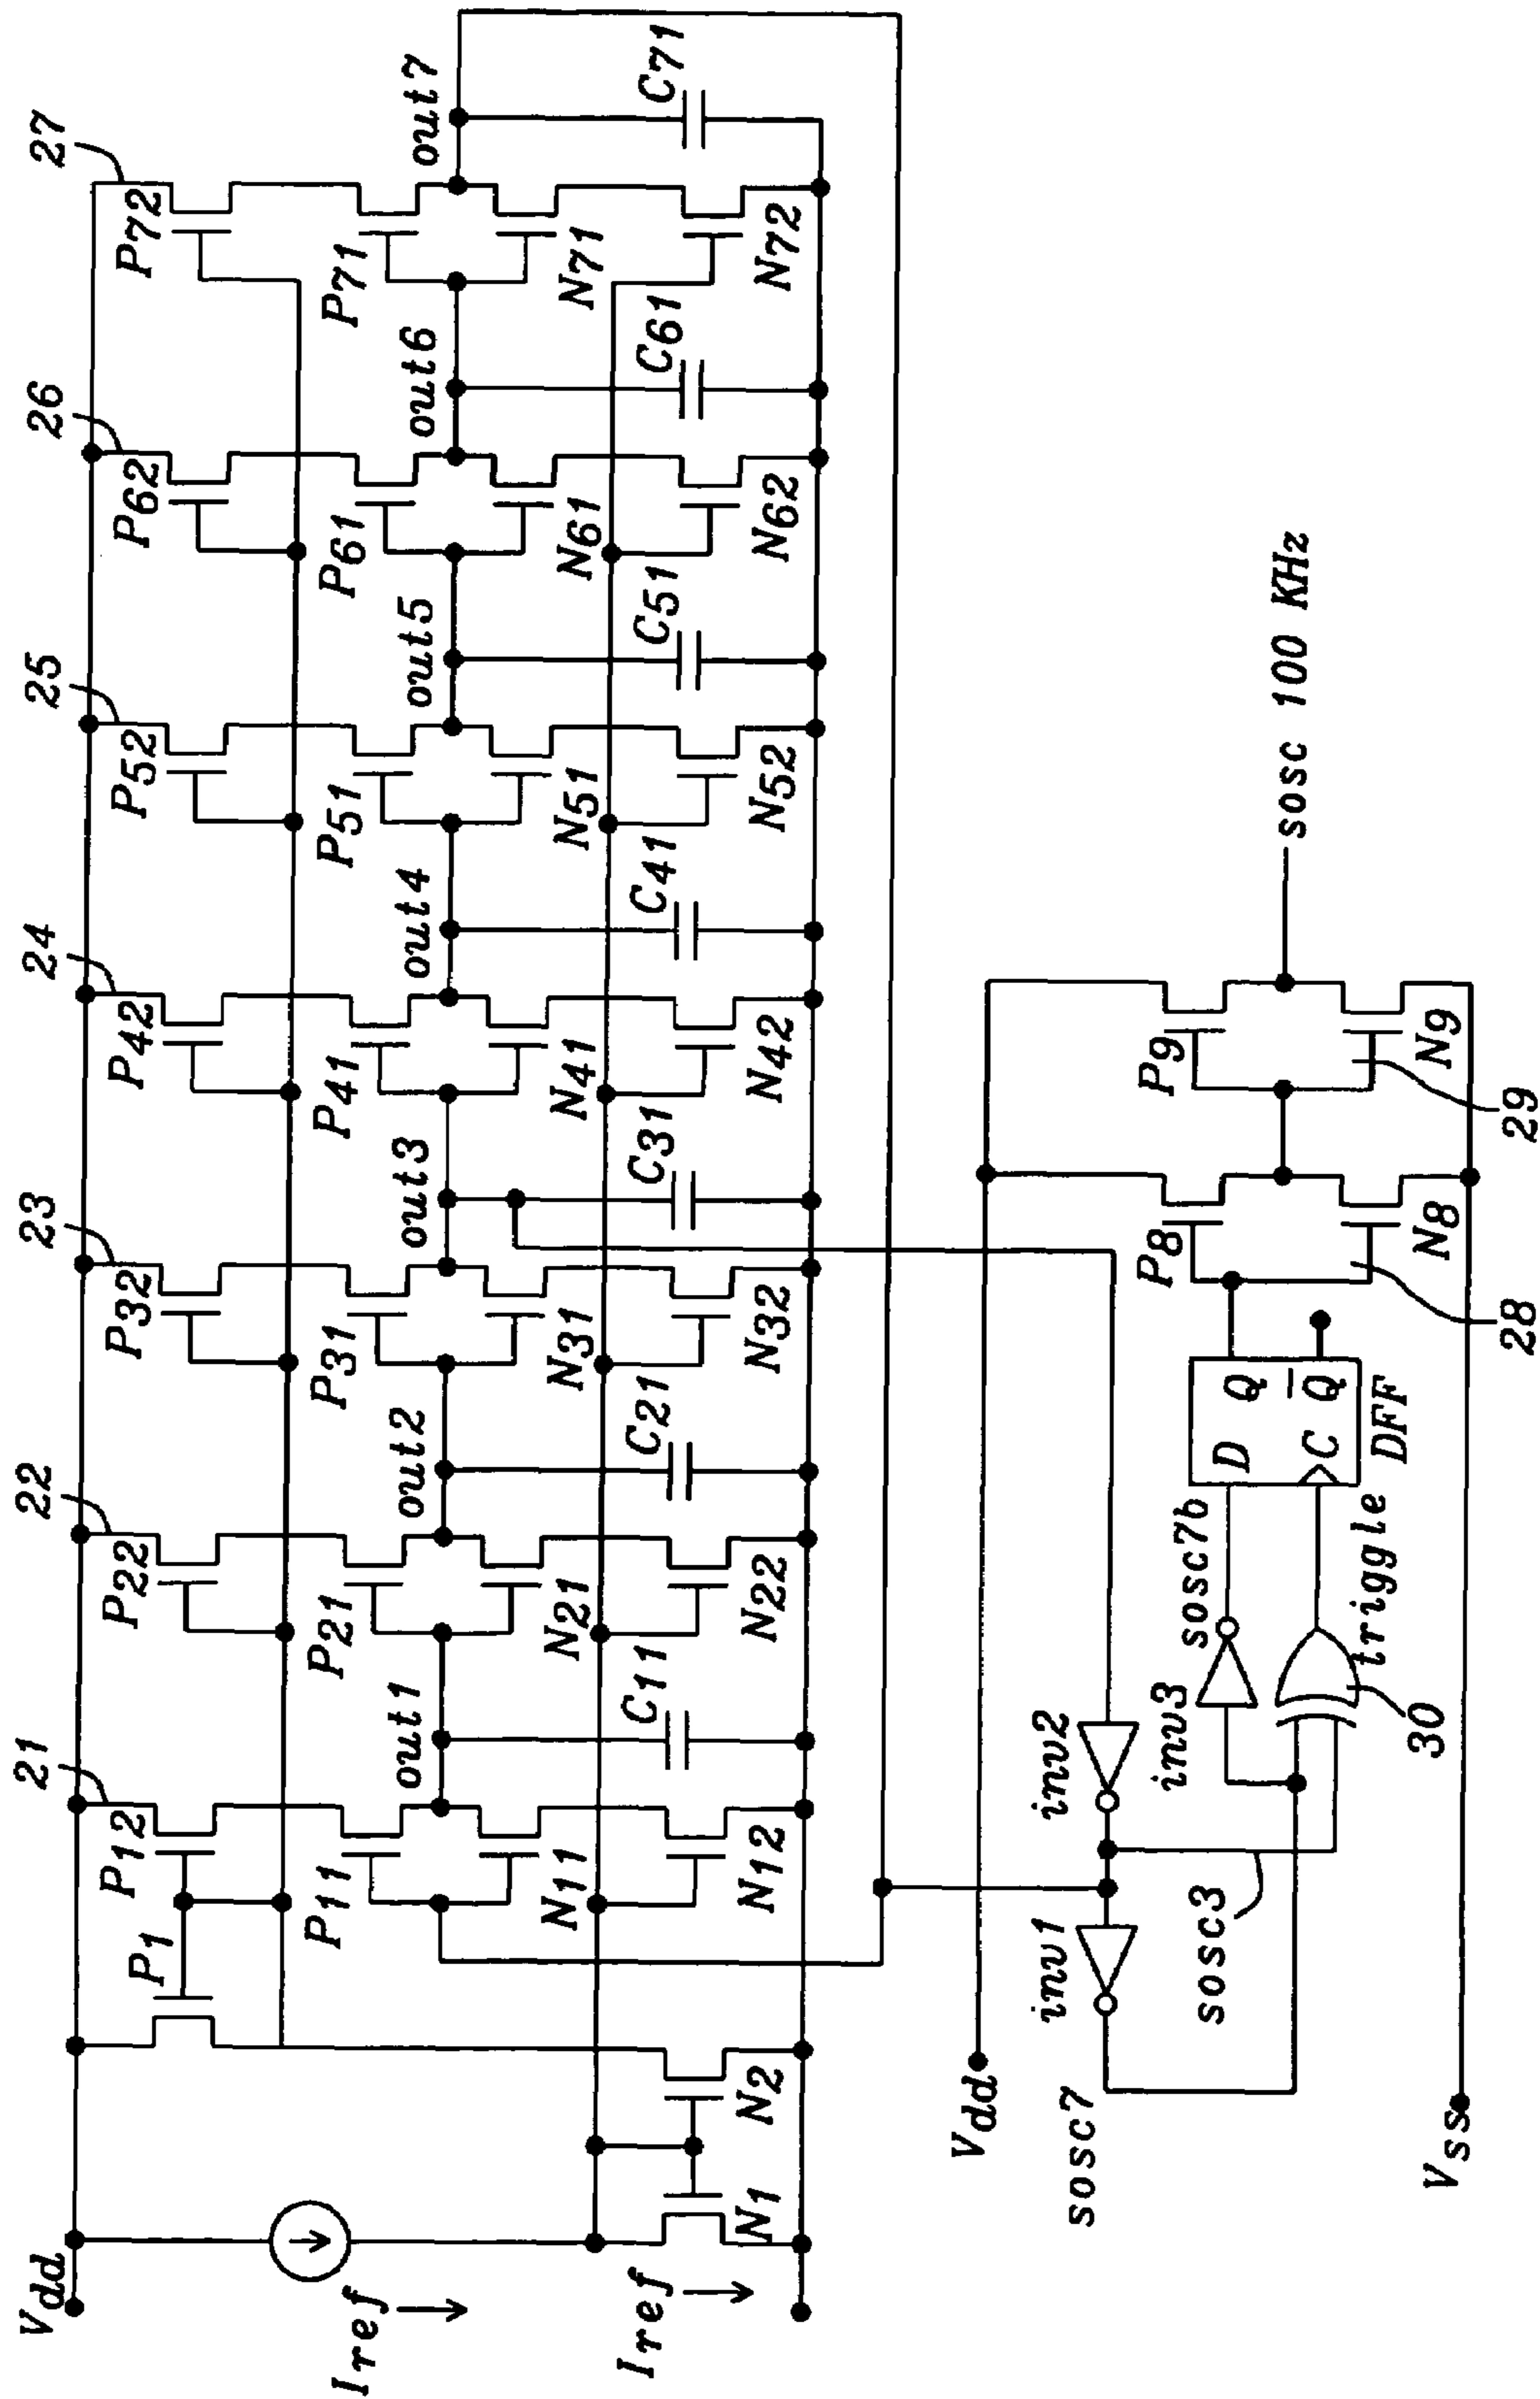 21 22 23 24 25 26 27
Vdd
P1 P12 P22 P32 P42 P52 P62 P72
Iref
P11 P21 P31 P41 P51 P61 P71
out1 out2 out3 out4 out5 out6 out7
N11 N21 N31 N41 N51 N61 N71
Iref
C11 C21 C31 C41 C51 C61 C71
N1 N2 N12 N22 N32 N42 N52 N62 N72
Vdd
inv1 inv2
sosc7
inv3
sosc7b
P8 P9
sosc 100 KHz
sosc3
D Q
C Q
DFF
triggle
30
N8 N9
Vss
28 29